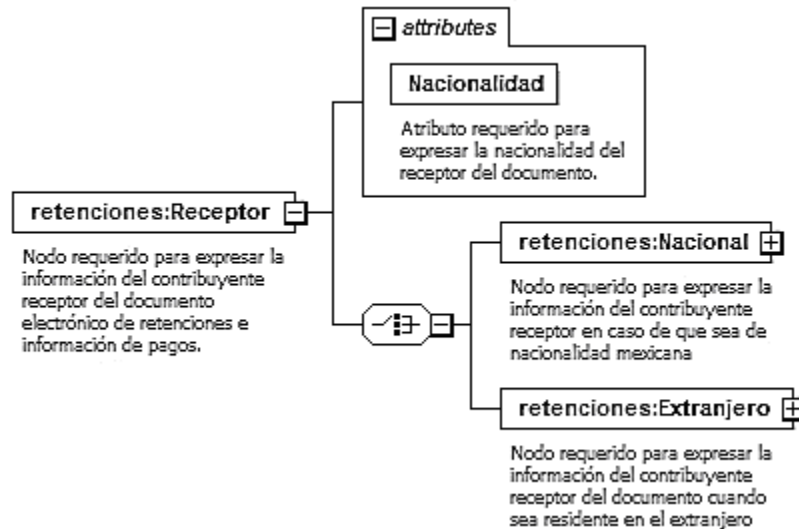 attributes
Nacionalidad
Atributo requerido para
expresar la nacionalidad del
receptor del documento.
retenciones:Receptor
Nodo requerido para expresar la
información del contribuyente
receptor del documento
electrónico de retenciones e
información de pagos.
retenciones:Nacional
Nodo requerido para expresar la
información del contribuyente
receptor en caso de que sea de
nacionalidad mexicana
retenciones:Extranjero
Nodo requerido para expresar la
información del contribuyente
receptor del documento cuando
sea residente en el extranjero